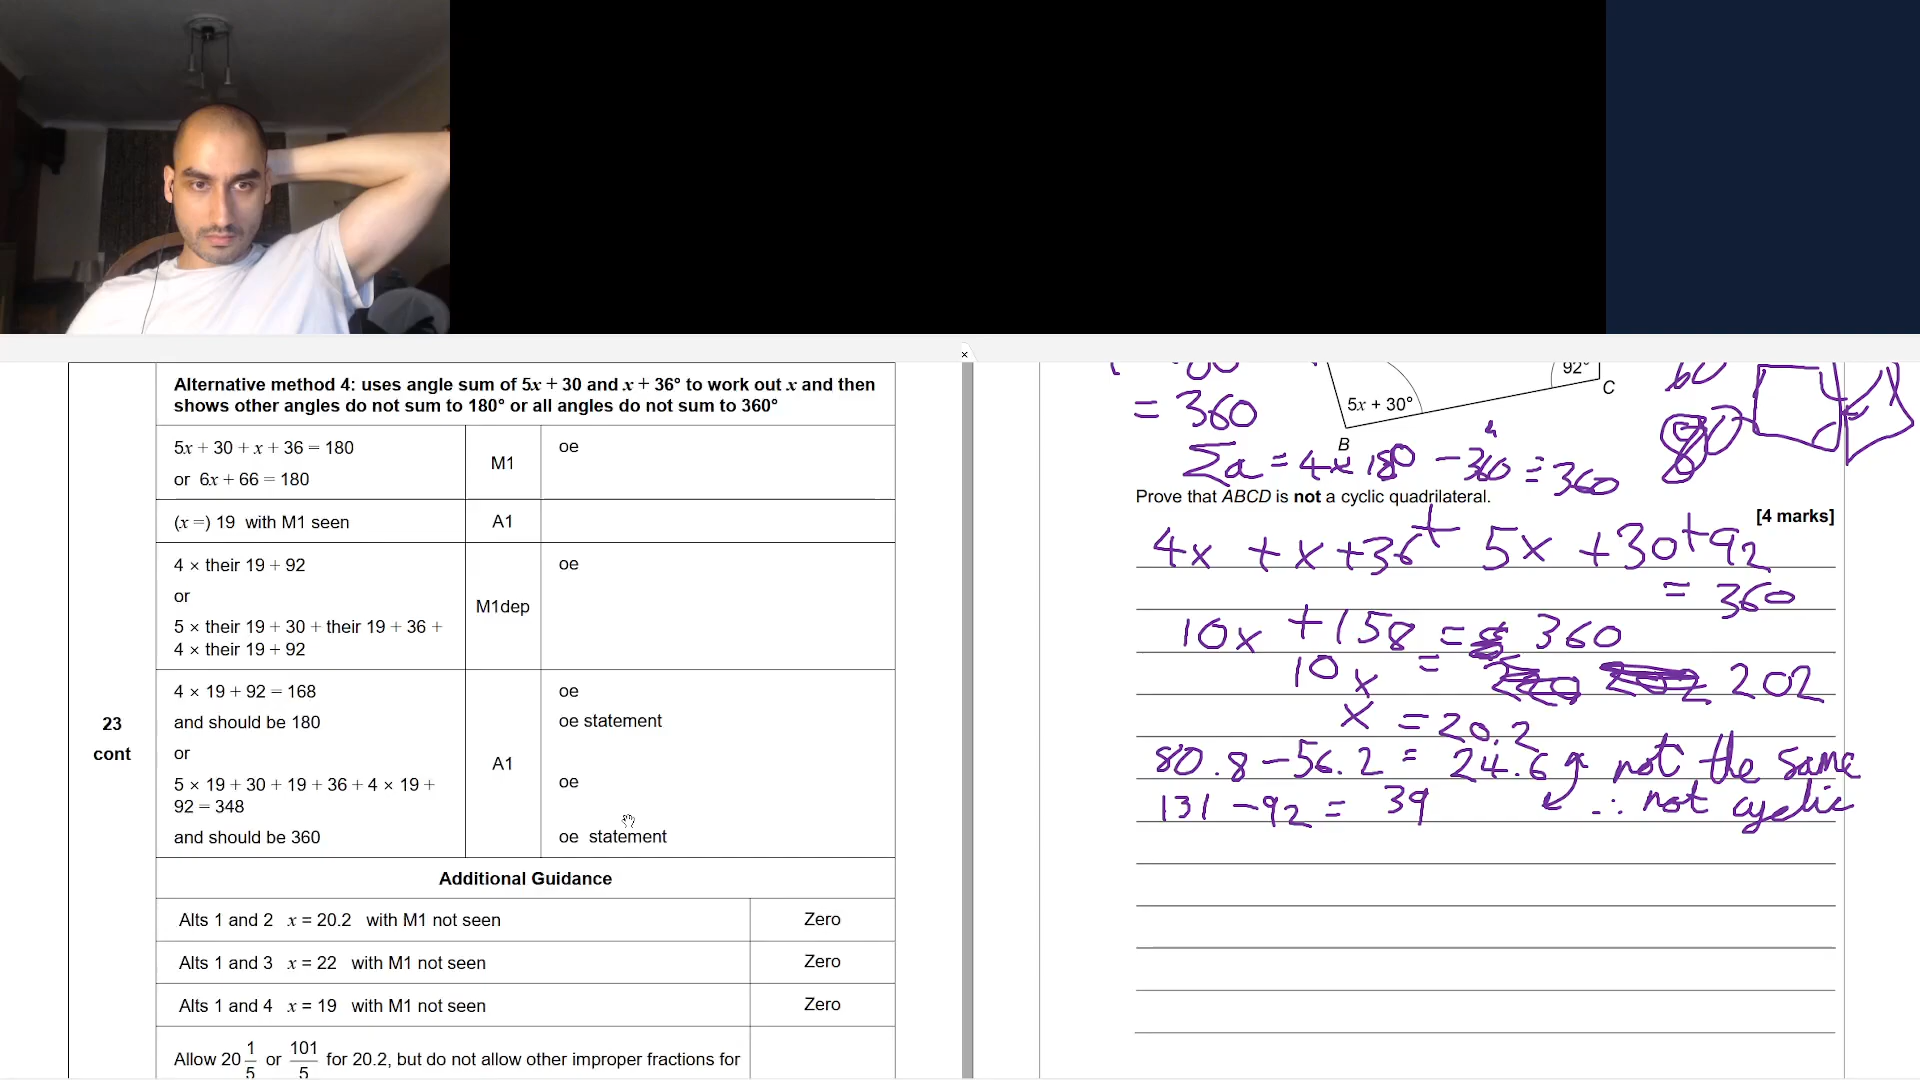 Alternative method 4: uses angle sum of 5x + 30 and x + 36° to work out x and then
shows other angles do not sum to 180° or all angles do not sum to 360°
5x + 30 + x + 36 = 180
or 6x + 66 = 180
M1
oe
(x =) 19 with M1 seen
A1
4 × their 19 + 92
or
5 × their 19 + 30 + their 19 + 36 +
4 × their 19 + 92
M1dep
oe
23
cont
4 × 19 + 92 = 168
and should be 180
or
5 × 19 + 30 + 19 + 36 + 4 × 19 +
92 = 348
and should be 360
A1
oe
oe statement
oe
oe statement
Additional Guidance
Alts 1 and 2 x = 20.2 with M1 not seen
Zero
Alts 1 and 3 x = 22 with M1 not seen
Zero
Alts 1 and 4 x = 19 with M1 not seen
Zero
Allow 20 1/5 or 101/5 for 20.2, but do not allow other improper fractions for
×
= 360
5x + 30°
92°
C
B
60
80
Σa = 4 x 180 - 360 = 360
Prove that ABCD is not a cyclic quadrilateral.
[4 marks]
4x + x + 36 + 5x + 30 + 92
= 360
10x + 158 = 360
10x = 202
x = 20.2
80.8 - 56.2 = 24.6 not the same
131 - 92 = 39 ∴ not cyclic